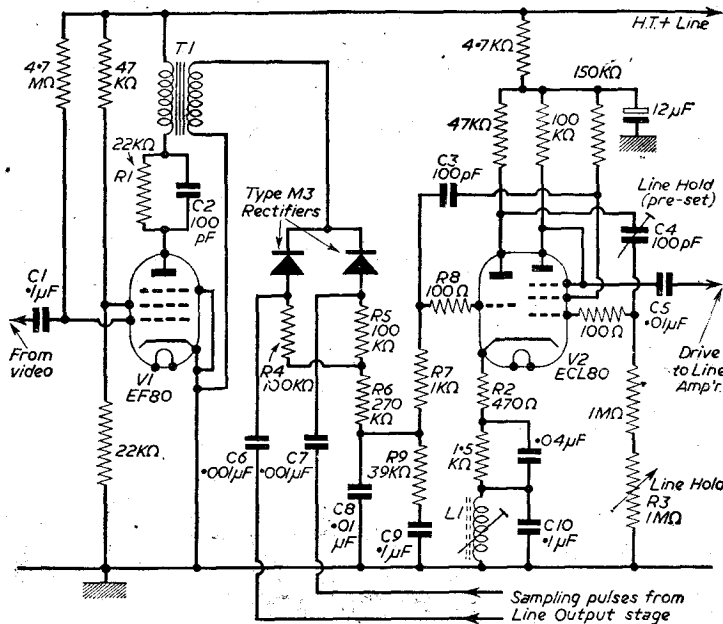 H.T.+ Line
4·7
MΩ
47
KΩ
T1
4·7KΩ
150KΩ
12µF
22KΩ
R1
C2
100
pF
Type M3
Rectifiers
C3
100pF
47KΩ
100
KΩ
Line Hold
(pre-set)
C4
100pF
C1
·1µF
From
video
V1
EF80
R8
100Ω
R5
100
KΩ
R4
100KΩ
100Ω
C5
·01µF
V2
ECL80
Drive
to Line
Amp'r.
R6
270
KΩ
R7
1KΩ
R2
470Ω
1MΩ
22KΩ
C6
·001µF
C7
·001µF
R9
39KΩ
1·5
KΩ
·04µF
Line Hold
R3
1MΩ
C8
·01
µF
C9
·1µF
L1
C10
·1µF
Sampling pulses from
Line Output stage